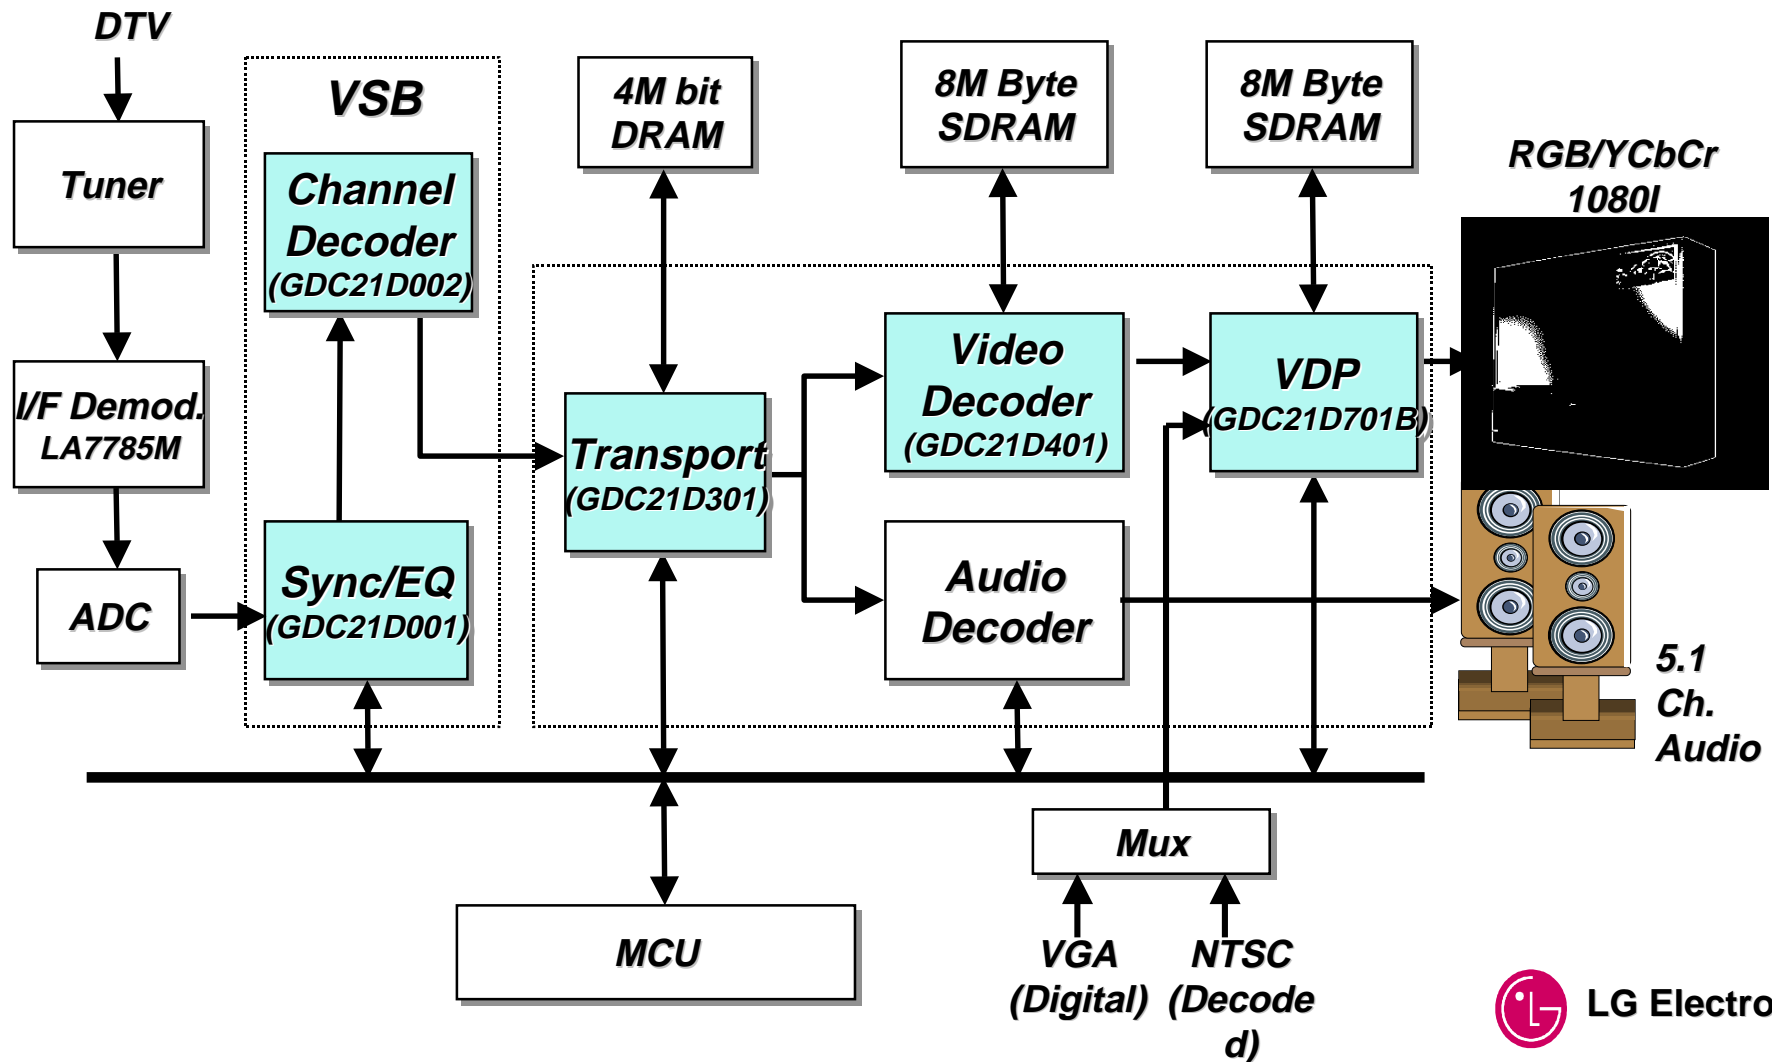 DTV
Tuner
I/F Demod.
LA7785M
ADC
VSB
Channel
Decoder
(GDC21D002)
Sync/EQ
(GDC21D001)
4M bit
DRAM
Transport
(GDC21D301)
8M Byte
SDRAM
Video
Decoder
(GDC21D401)
Audio
Decoder
8M Byte
SDRAM
VDP
(GDC21D701B)
RGB/YCbCr
1080I
5.1
Ch.
Audio
MCU
Mux
VGA
(Digital)
NTSC
(Decode
d)
LG Electro